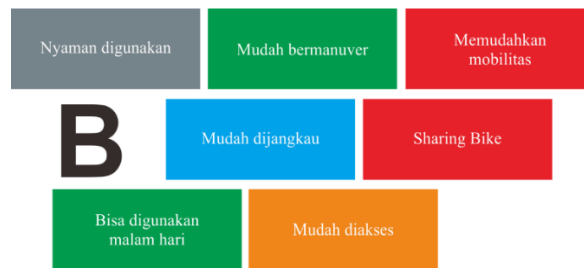 Nyaman digunakan
Mudah bermanuver
Memudahkan
mobilitas
B
Mudah dijangkau
Sharing Bike
Bisa digunakan
malam hari
Mudah diakses